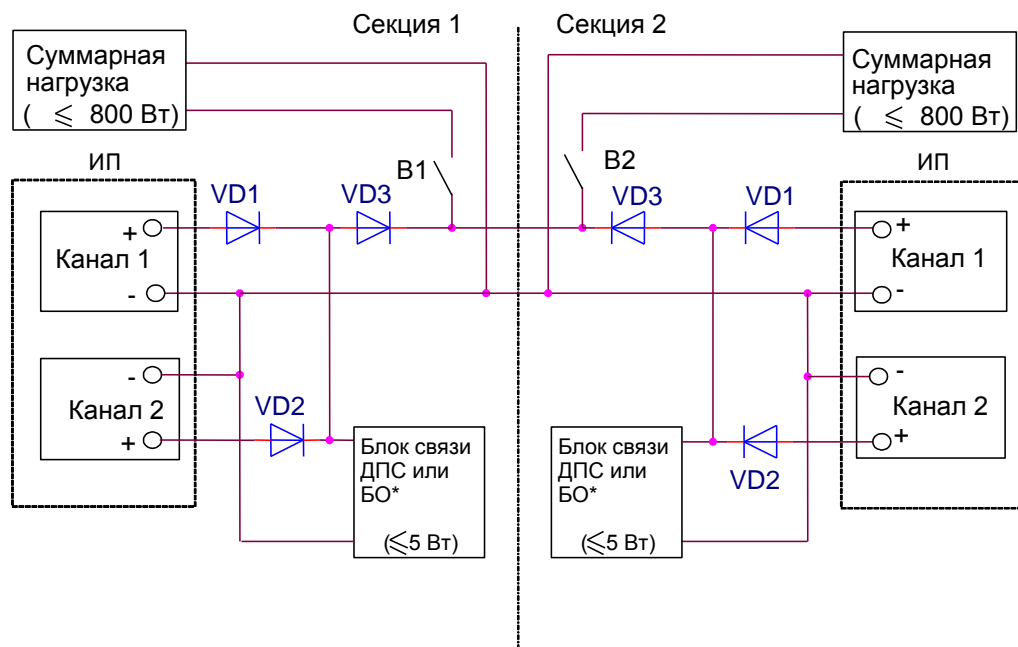 Секция 1
Секция 2
Суммарная
нагрузка
( ⩽ 800 Вт)
Суммарная
нагрузка
( ⩽ 800 Вт)
ИП
В1
В2
ИП
VD1
VD3
VD3
VD1
+
Канал 1
-
+
Канал 1
-
-
Канал 2
+
VD2
-
Канал 2
+
VD2
Блок связи
ДПС или
БО*
(⩽5 Вт)
Блок связи
ДПС или
БО*
(⩽5 Вт)